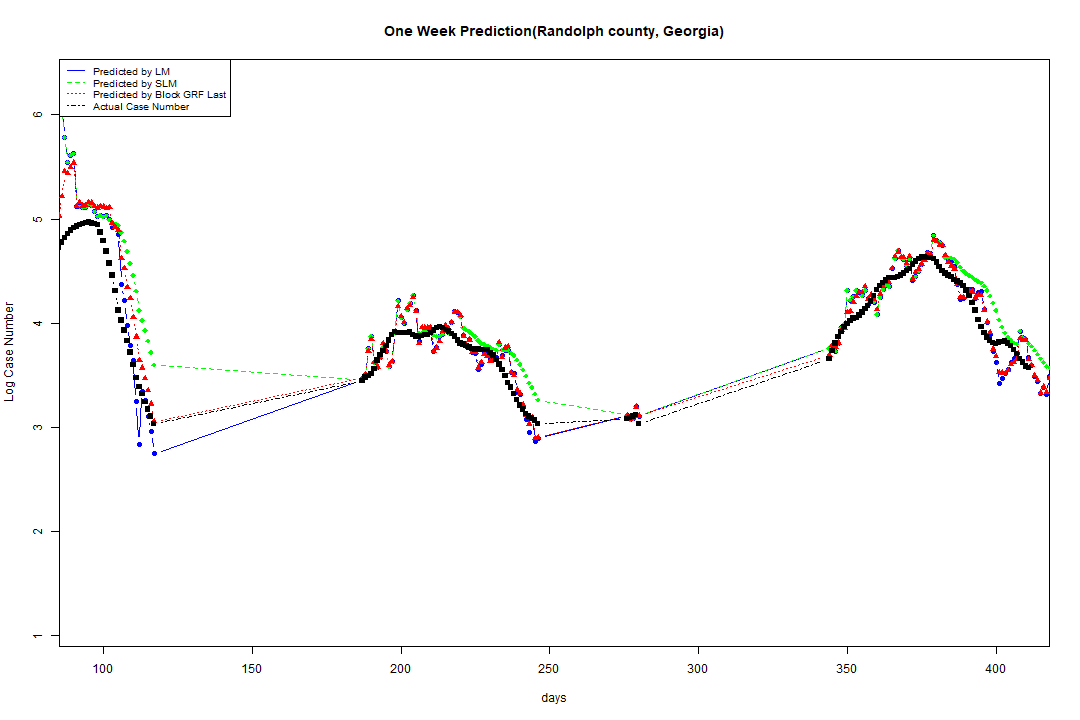 One Week Prediction(Randolph county, Georgia)
Predicted by LM
Predicted by SLM
Predicted by Block GRF Last
Actual Case Number
Log Case Number
6
5
4
3
2
1
100 150 200 250 300 350 400
days